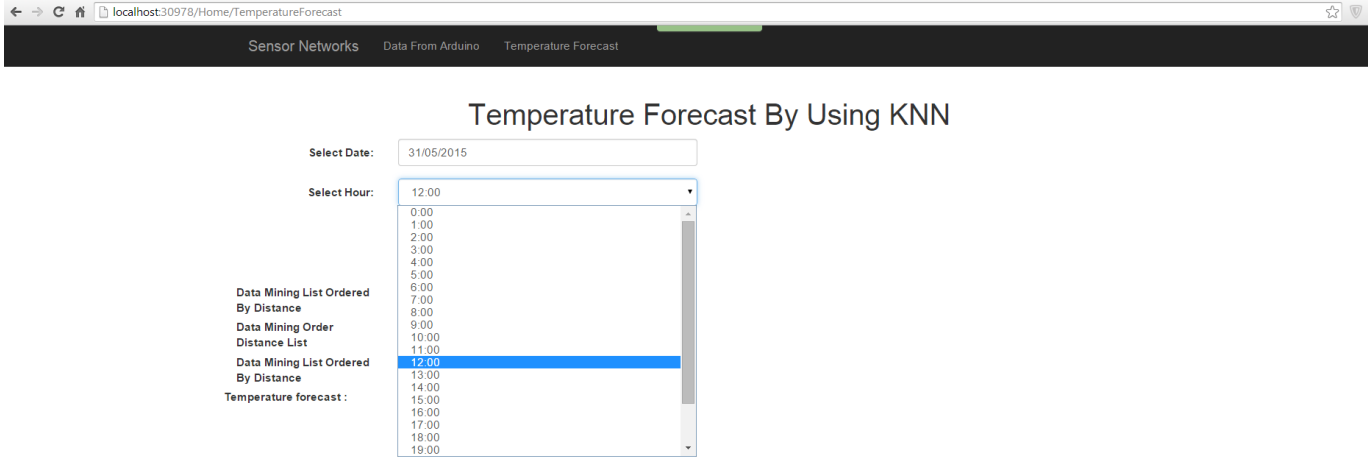 localhost:30978/Home/TemperatureForecast
Sensor Networks Data From Arduino Temperature Forecast
Temperature Forecast By Using KNN
Select Date: 31/05/2015
Select Hour: 12:00
0:00
1:00
2:00
3:00
4:00
5:00
6:00
7:00
8:00
9:00
10:00
11:00
12:00
13:00
14:00
15:00
16:00
17:00
18:00
19:00
Data Mining List Ordered
By Distance
Data Mining Order
Distance List
Data Mining List Ordered
By Distance
Temperature forecast :